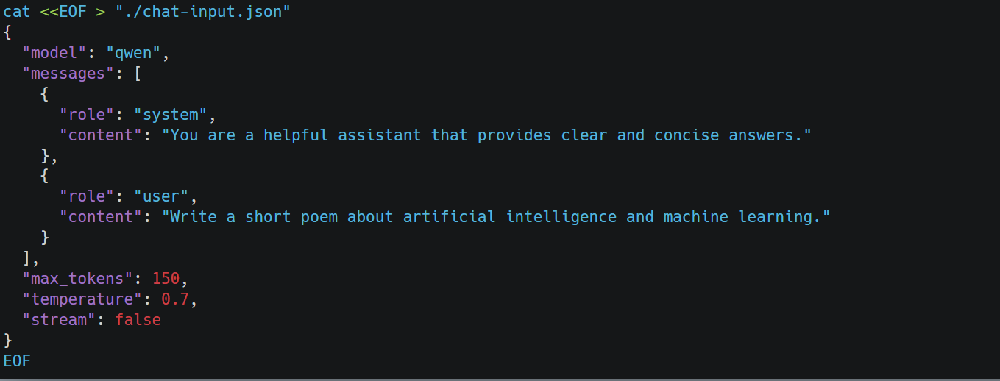 cat <<EOF > "./chat-input.json"
{
  "model": "qwen",
  "messages": [
    {
      "role": "system",
      "content": "You are a helpful assistant that provides clear and concise answers."
    },
    {
      "role": "user",
      "content": "Write a short poem about artificial intelligence and machine learning."
    }
  ],
  "max_tokens": 150,
  "temperature": 0.7,
  "stream": false
}
EOF